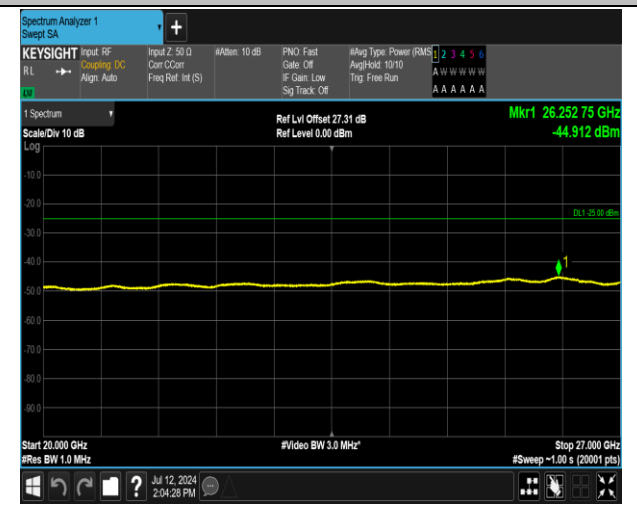 Spectrum Analyzer 1
Swept SA
+
KEYSIGHT Input: RF Input Z: 50 Ω #Atten: 10 dB PNO: Fast #Avg Type: Power (RMS 1 2 3 4 5 6
RL Coupling: DC Corr CCorr Gate: Off Avg|Hold: 10/10 A W W W W W
Align: Auto Freq Ref: Int (S) IF Gain: Low Trig: Free Run
Sig Track: Off A A A A A A
1 Spectrum Ref Lvl Offset 27.31 dB Mkr1 26.252 75 GHz
Scale/Div 10 dB Ref Level 0.00 dBm -44.912 dBm
Log
-10.0
-20.0
DL1 -25.00 dBm
-30.0
-40.0
1
-50.0
-60.0
-70.0
-80.0
-90.0
Start 20.000 GHz #Video BW 3.0 MHz* Stop 27.000 GHz
#Res BW 1.0 MHz #Sweep ~1.00 s (20001 pts)
? Jul 12, 2024
2:04:28 PM